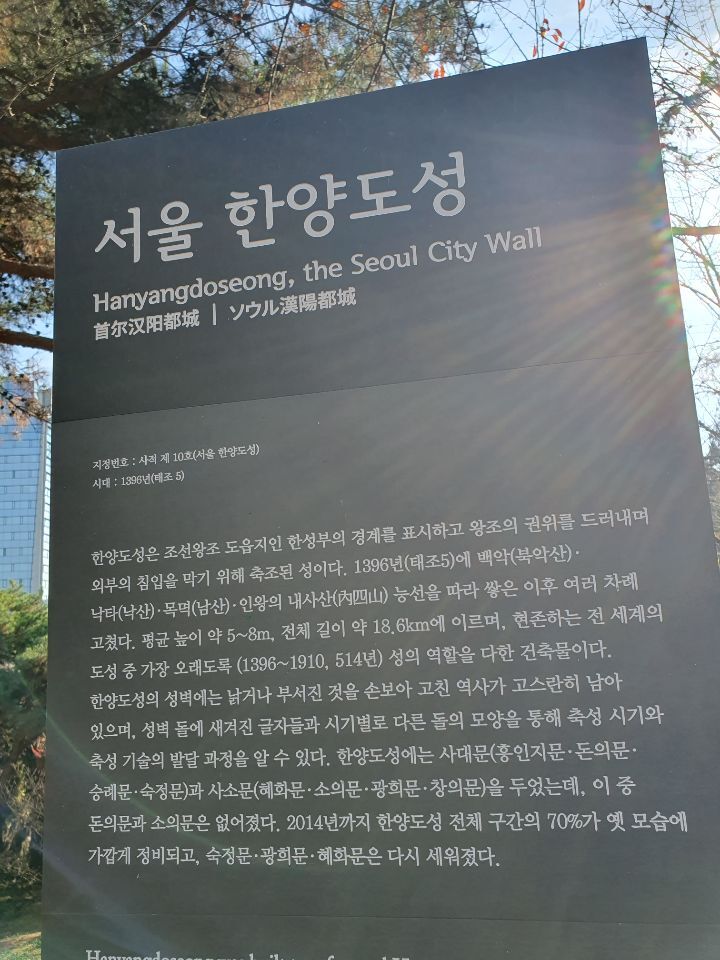 서울 한양도성
Hanyangdoseong, the Seoul City Wall
首尔汉阳都城 | ソウル漢陽都城
지정번호 : 사적 제 10호(서울 한양도성)
시대 : 1396년(태조 5)
한양도성은 조선왕조 도읍지인 한성부의 경계를 표시하고 왕조의 권위를 드러내며
외부의 침입을 막기 위해 축조된 성이다. 1396년(태조5)에 백악(북악산)·
낙타(낙산)·목멱(남산)·인왕의 내사산(內四山) 능선을 따라 쌓은 이후 여러 차례
고쳤다. 평균 높이 약 5~8m, 전체 길이 약 18.6km에 이르며, 현존하는 전 세계의
도성 중 가장 오래도록 (1396~1910, 514년) 성의 역할을 다한 건축물이다.
한양도성의 성벽에는 낡거나 부서진 것을 손보아 고친 역사가 고스란히 남아
있으며, 성벽 돌에 새겨진 글자들과 시기별로 다른 돌의 모양을 통해 축성 시기와
축성 기술의 발달 과정을 알 수 있다. 한양도성에는 사대문(흥인지문·돈의문·
숭례문·숙정문)과 사소문(혜화문·소의문·광희문·창의문)을 두었는데, 이 중
돈의문과 소의문은 없어졌다. 2014년까지 한양도성 전체 구간의 70%가 옛 모습에
가깝게 정비되고, 숙정문·광희문·혜화문은 다시 세워졌다.